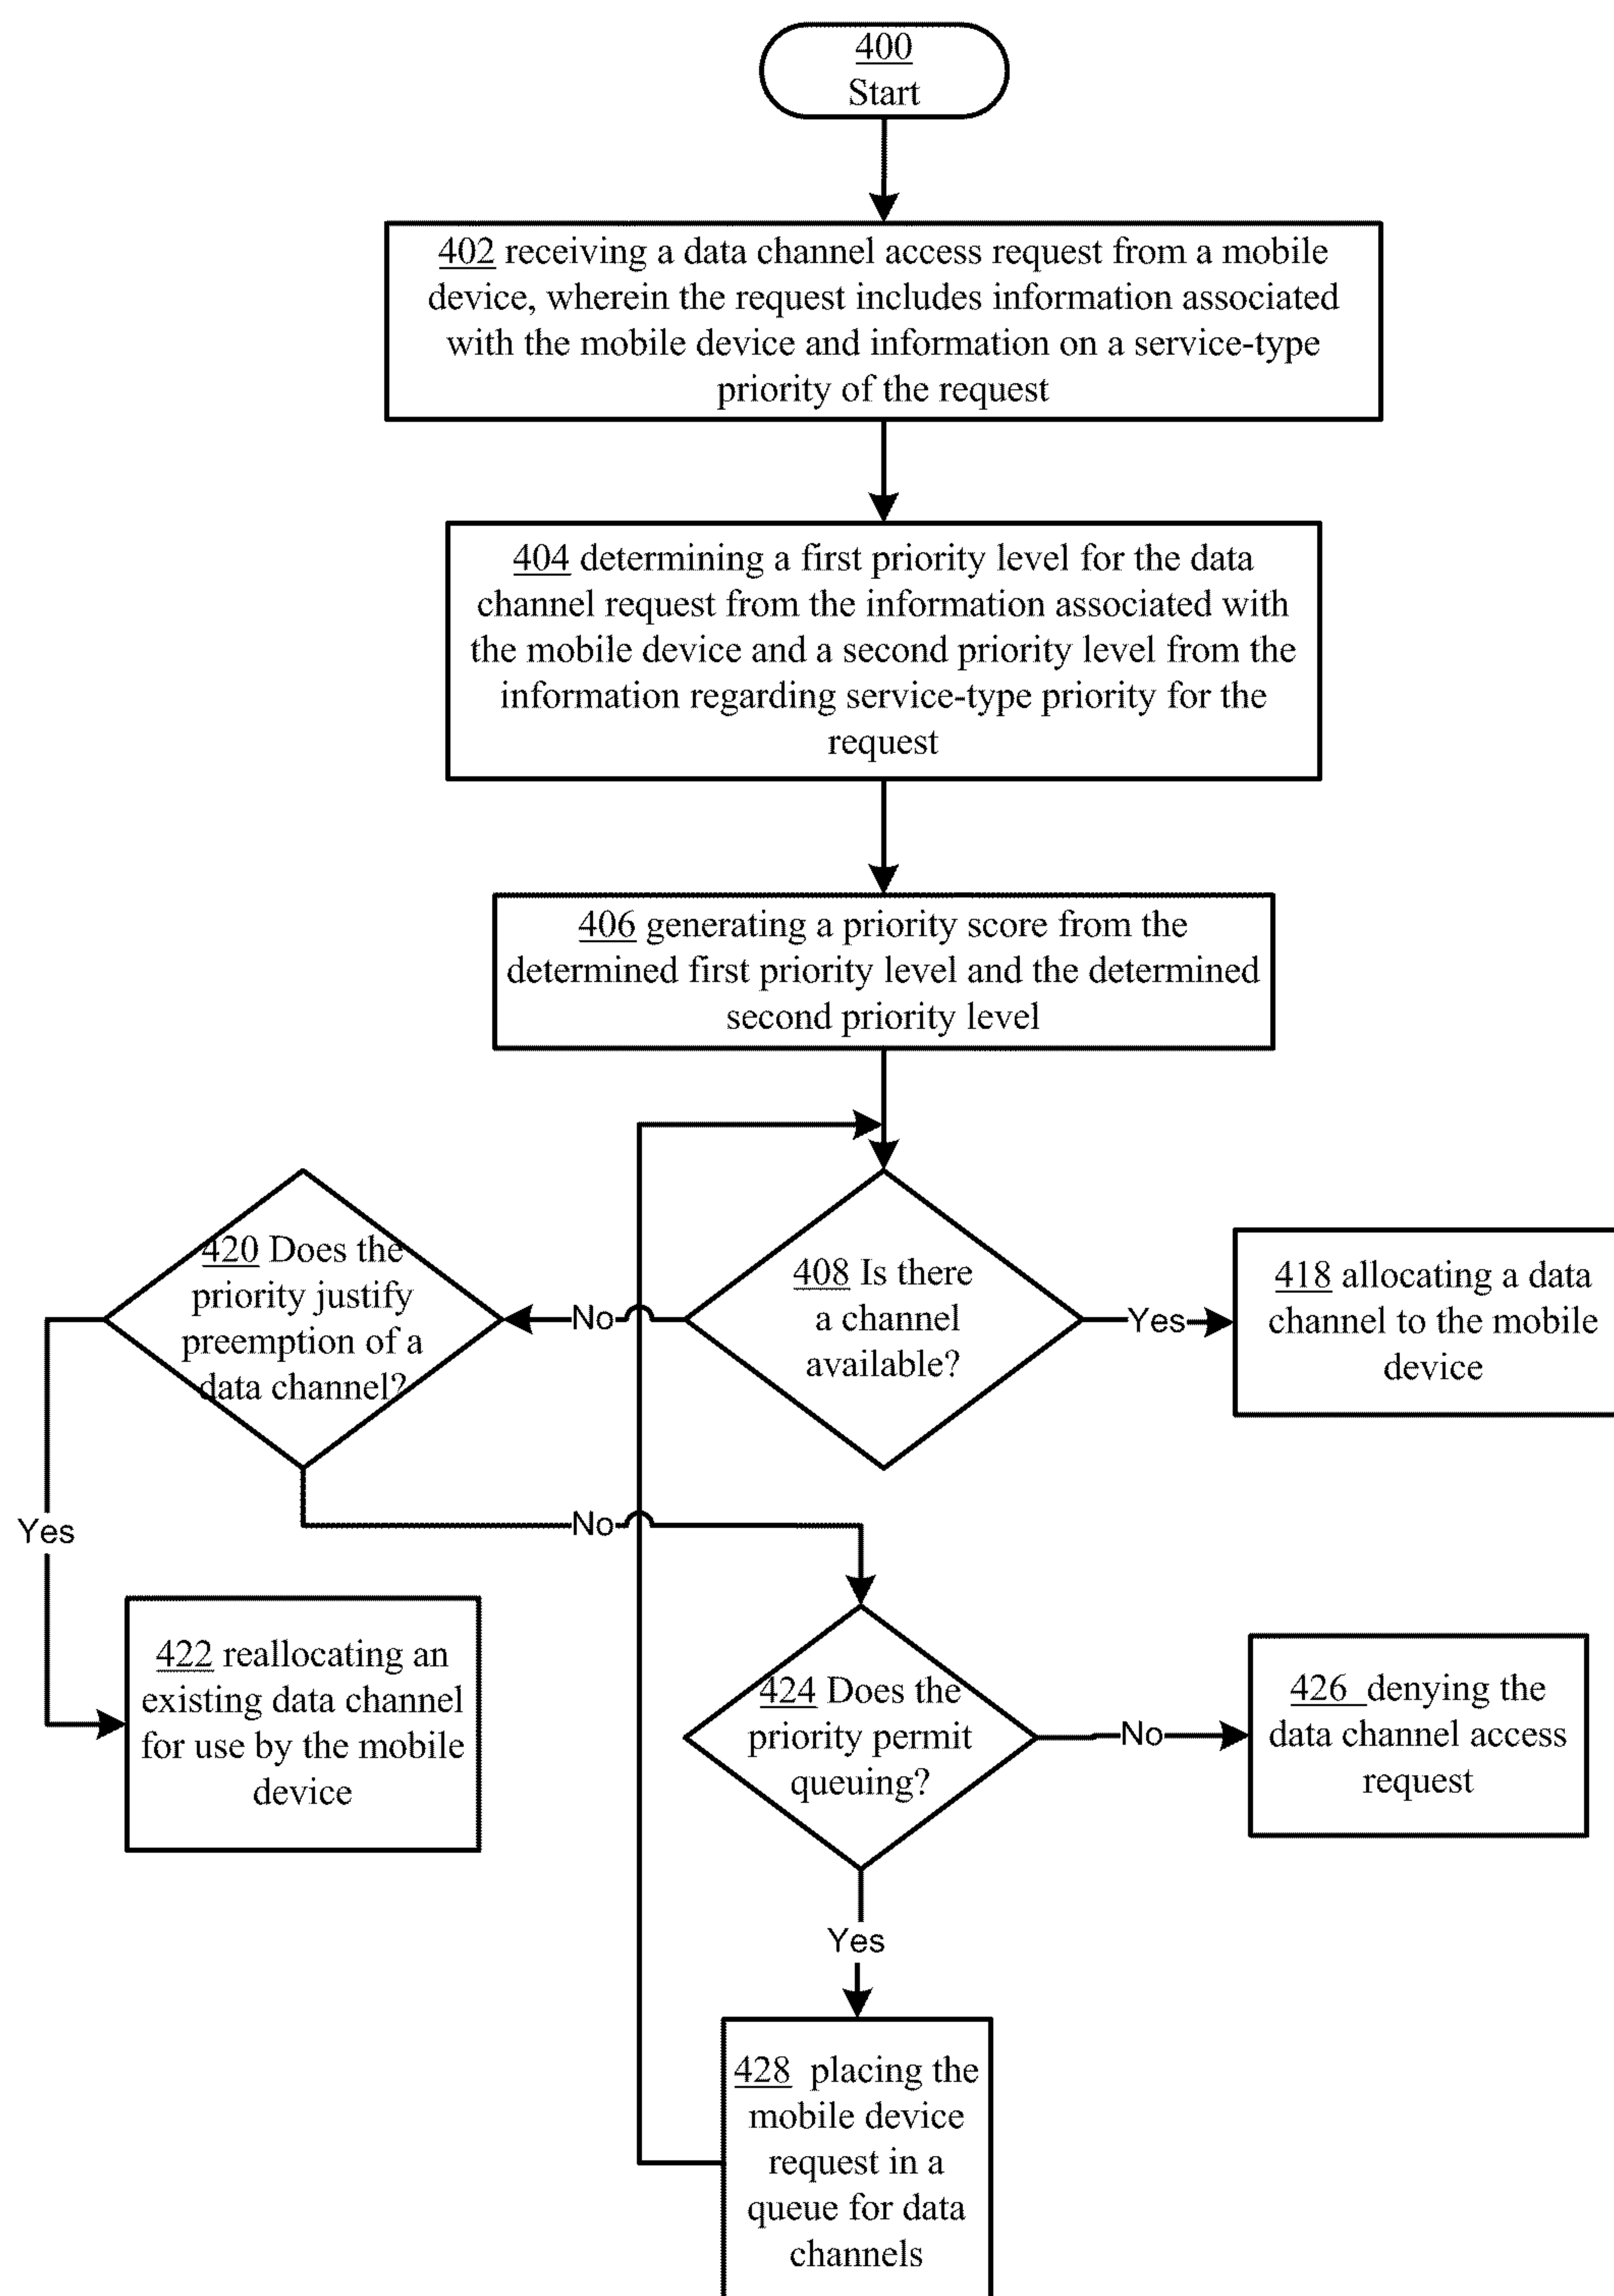 400
Start
402 receiving a data channel access request from a mobile
device, wherein the request includes information associated
with the mobile device and information on a service-type
priority of the request
404 determining a first priority level for the data
channel request from the information associated with
the mobile device and a second priority level from the
information regarding service-type priority for the
request
406 generating a priority score from the
determined first priority level and the determined
second priority level
420 Does the
priority justify
preemption of a
data channel?
No
408 Is there
a channel
available?
Yes
418 allocating a data
channel to the mobile
device
Yes
No
422 reallocating an
existing data channel
for use by the mobile
device
424 Does the
priority permit
queuing?
No
426 denying the
data channel access
request
Yes
428 placing the
mobile device
request in a
queue for data
channels